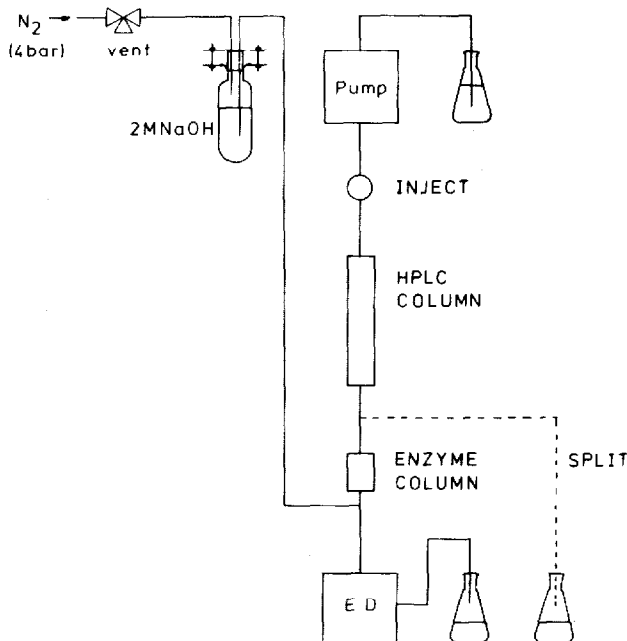 N2
(4bar)
vent
2MNaOH
Pump
INJECT
HPLC
COLUMN
ENZYME
COLUMN
SPLIT
ED